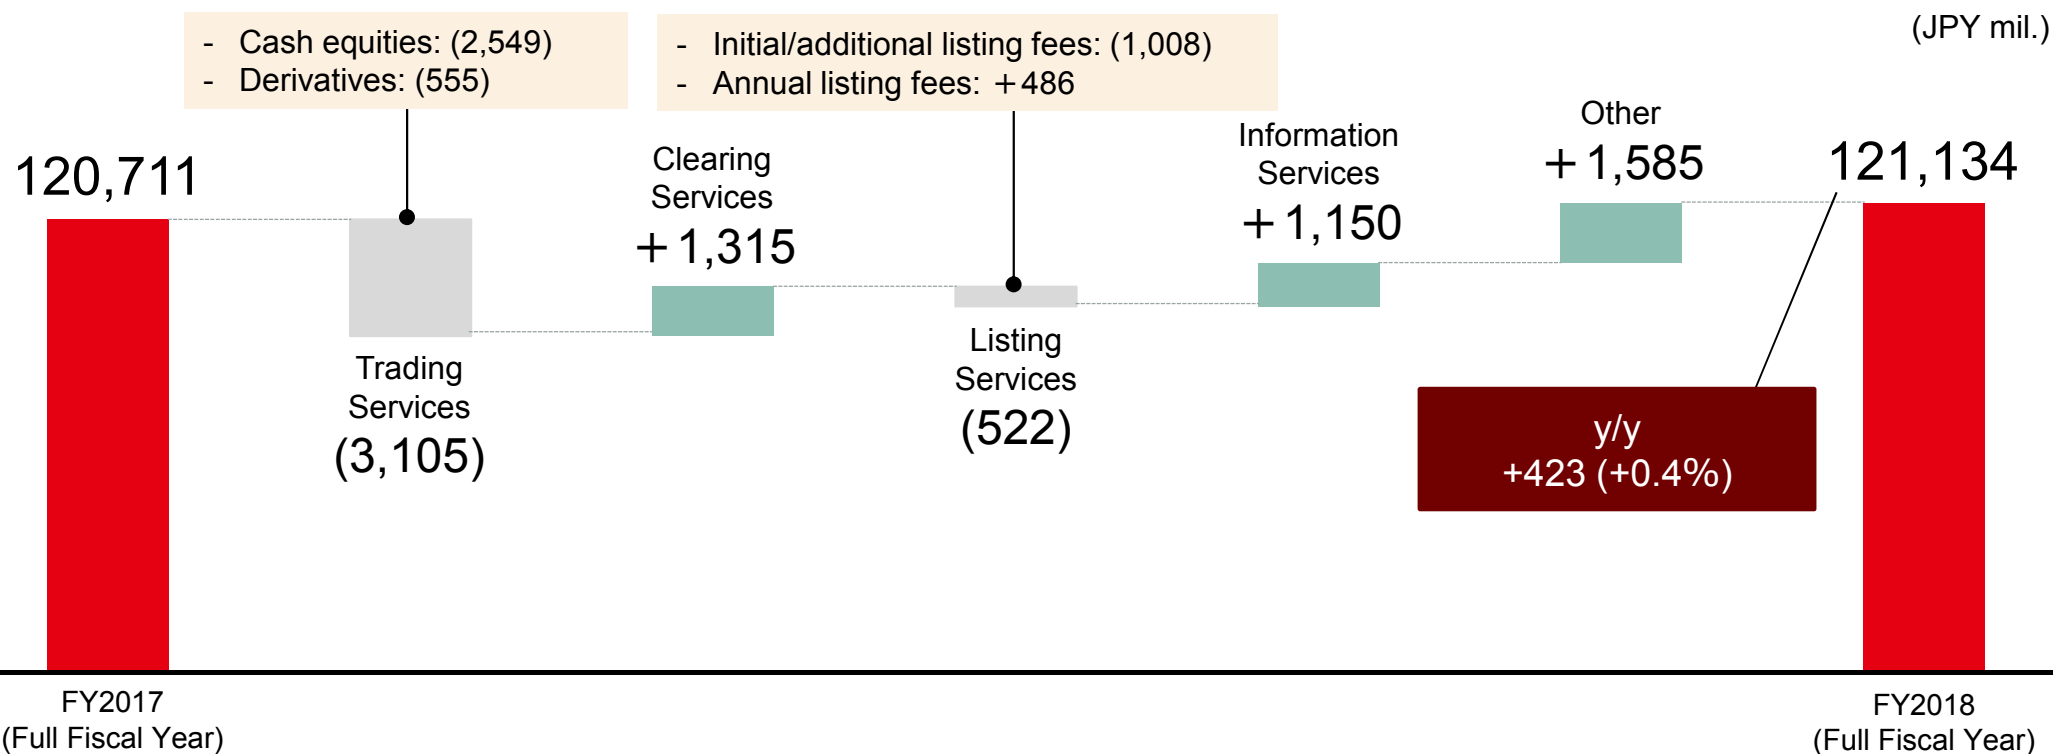 (JPY mil.)
- Cash equities: (2,549)
- Derivatives: (555)
- Initial/additional listing fees: (1,008)
- Annual listing fees: +486
120,711
Trading
Services
(3,105)
Clearing
Services
+1,315
Listing
Services
(522)
Information
Services
+1,150
Other
+1,585
121,134
y/y
+423 (+0.4%)
FY2017
(Full Fiscal Year)
FY2018
(Full Fiscal Year)